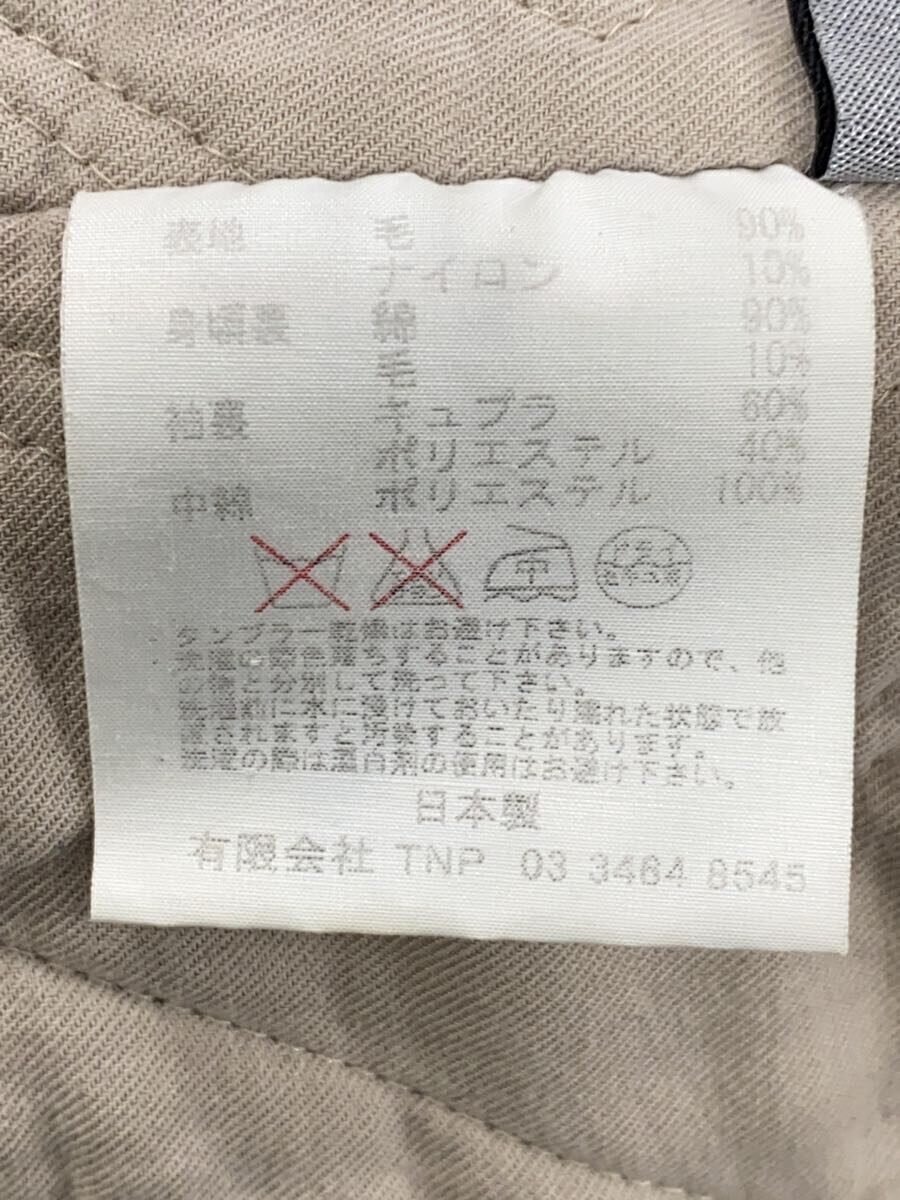 表地 毛 90%
ナイロン 10%
身頃裏 綿 90%
毛 10%
袖裏 キュプラ 60%
ポリエステル 40%
中綿 ポリエステル 100%
中 ドライ
タンブラー乾燥はお避け下さい。
洗濯の際色落ちすることがありますので、他
の物と分別して洗って下さい。
洗濯前に水に漬けておいたり濡れた状態で放
置されますと汚染することがあります。
洗濯の際は漂白剤の使用はお避け下さい。
日本製
有限会社 TNP 03 3464 8545